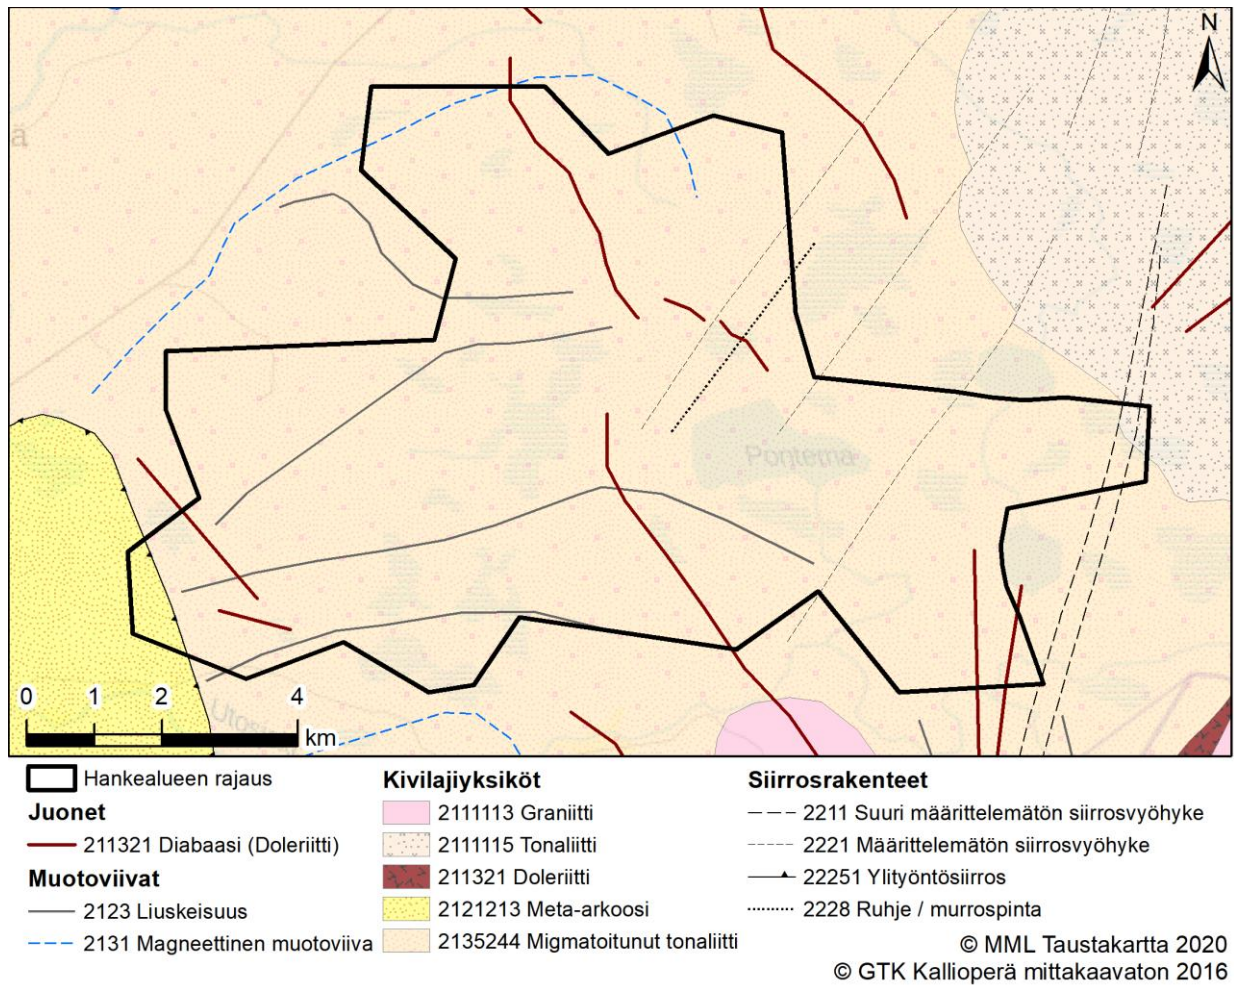 N
ä
Pontema
0 1 2 4
km
Hankealueen rajaus
Juonet
211321 Diabaasi (Doleriitti)
Muotoviivat
2123 Liuskeisuus
2131 Magneettinen muotoviiva
Kivilajiyksiköt
2111113 Graniitti
2111115 Tonaliitti
211321 Doleriitti
2121213 Meta-arkoosi
2135244 Migmatoitunut tonaliitti
Siirrosrakenteet
2211 Suuri määrittelemätön siirrosvyöhyke
2221 Määrittelemätön siirrosvyöhyke
22251 Ylityöntösiirros
2228 Ruhje / murrospinta
© MML Taustakartta 2020
© GTK Kallioperä mittakaavaton 2016